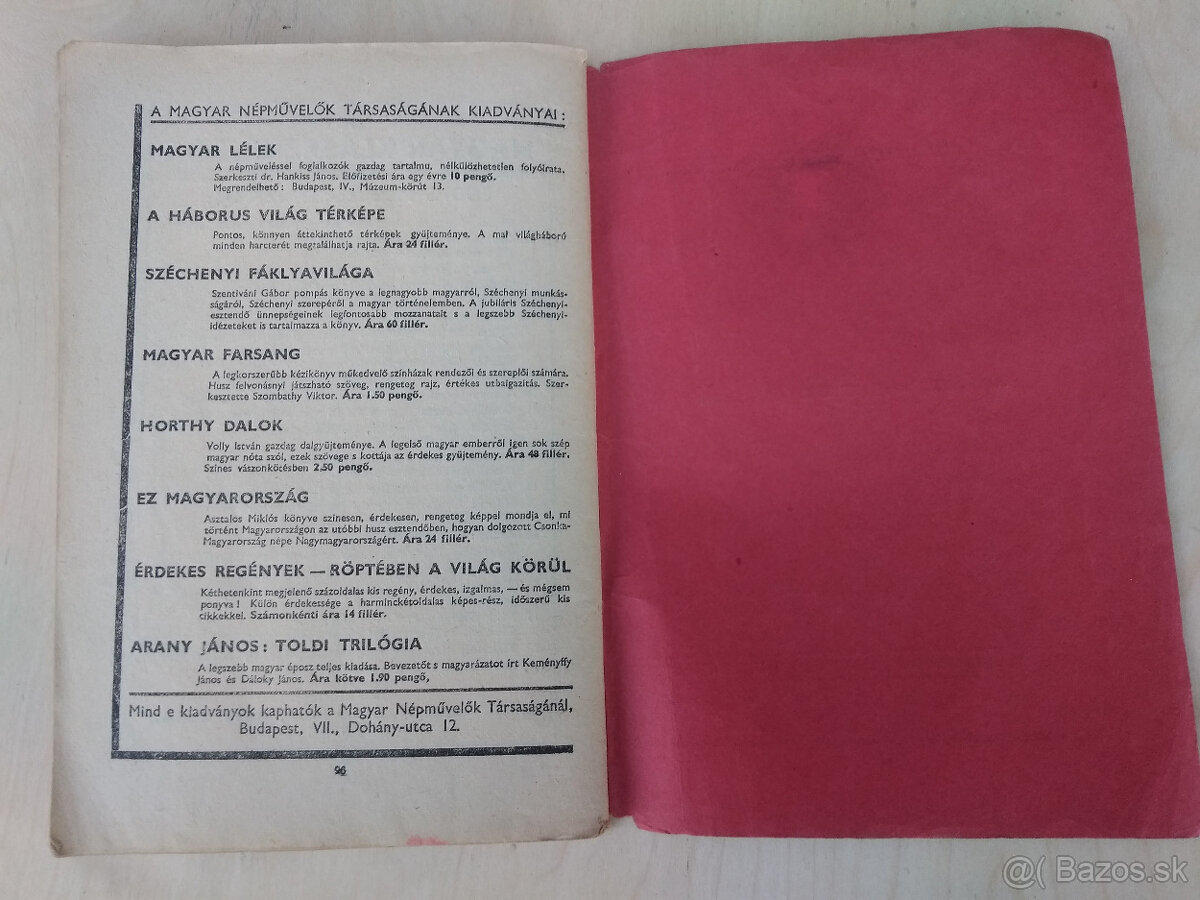 A MAGYAR NÉPMŰVELŐK TÁRSASÁGÁNAK KIADVÁNYAI:
MAGYAR LÉLEK
A népműveléssel foglalkozók gazdag tartalmu, nélkülözhetetlen folyóirata.
Szerkeszti dr. Hankiss János. Előfizetési ára egy évre 10 pengő.
Megrendelhető: Budapest, IV., Múzeum-körút 13.
A HÁBORUS VILÁG TÉRKÉPE
Pontos, könnyen áttekinthető térképek gyüjteménye. A mai világháború
minden harcterét megtalálhatja rajta. Ára 24 fillér.
SZÉCHENYI FÁKLYAVILÁGA
Szentiváni Gábor pompás könyve a legnagyobb magyarról, Széchenyi munkás-
ságáról, Széchenyi szerepéről a magyar történelemben. A jubiláris Széchenyi-
esztendő ünnepségeinek legfontosabb mozzanatait s a legszebb Széchenyi-
idézeteket is tartalmazza a könyv. Ára 60 fillér.
MAGYAR FARSANG
A legkorszerűbb kézikönyv műkedvelő színházak rendezői és szereplői számára.
Husz felvonásnyi játszható szöveg, rengeteg rajz, értékes utbaigazitás. Szer-
kesztette Szombathy Viktor. Ára 1.50 pengő.
HORTHY DALOK
Volly István gazdag dalgyüjteménye. A legelső magyar emberről igen sok szép
magyar nóta szól, ezek szövege s kottája az érdekes gyüjtemény. Ára 48 fillér.
Szines vászonkötésben 2.50 pengő.
EZ MAGYARORSZÁG
Asztalos Miklós könyve szinesen, érdekesen, rengeteg képpel mondja el, mi
történt Magyarországon az utóbbi husz esztendőben, hogyan dolgozott Csonka-
Magyarország népe Nagymagyarországért. Ára 24 fillér.
ÉRDEKES REGÉNYEK — RÖPTÉBEN A VILÁG KÖRÜL
Kéthetenkint megjelenő százoldalas kis regény, érdekes, izgalmas, — és mégsem
ponyva! Külön érdekessége a harminckétoldalas képes-rész, időszerű kis
cikkekkel. Számonkénti ára 14 fillér.
ARANY JÁNOS: TOLDI TRILÓGIA
A legszebb magyar éposz teljes kiadása. Bevezetőt s magyarázatot írt Keményffy
János és Dáloky János. Ára kötve 1.90 pengő,
Mind e kiadványok kaphatók a Magyar Népművelők Társaságánál,
Budapest, VII., Dohány-utca 12.
96
@( Bazos.sk